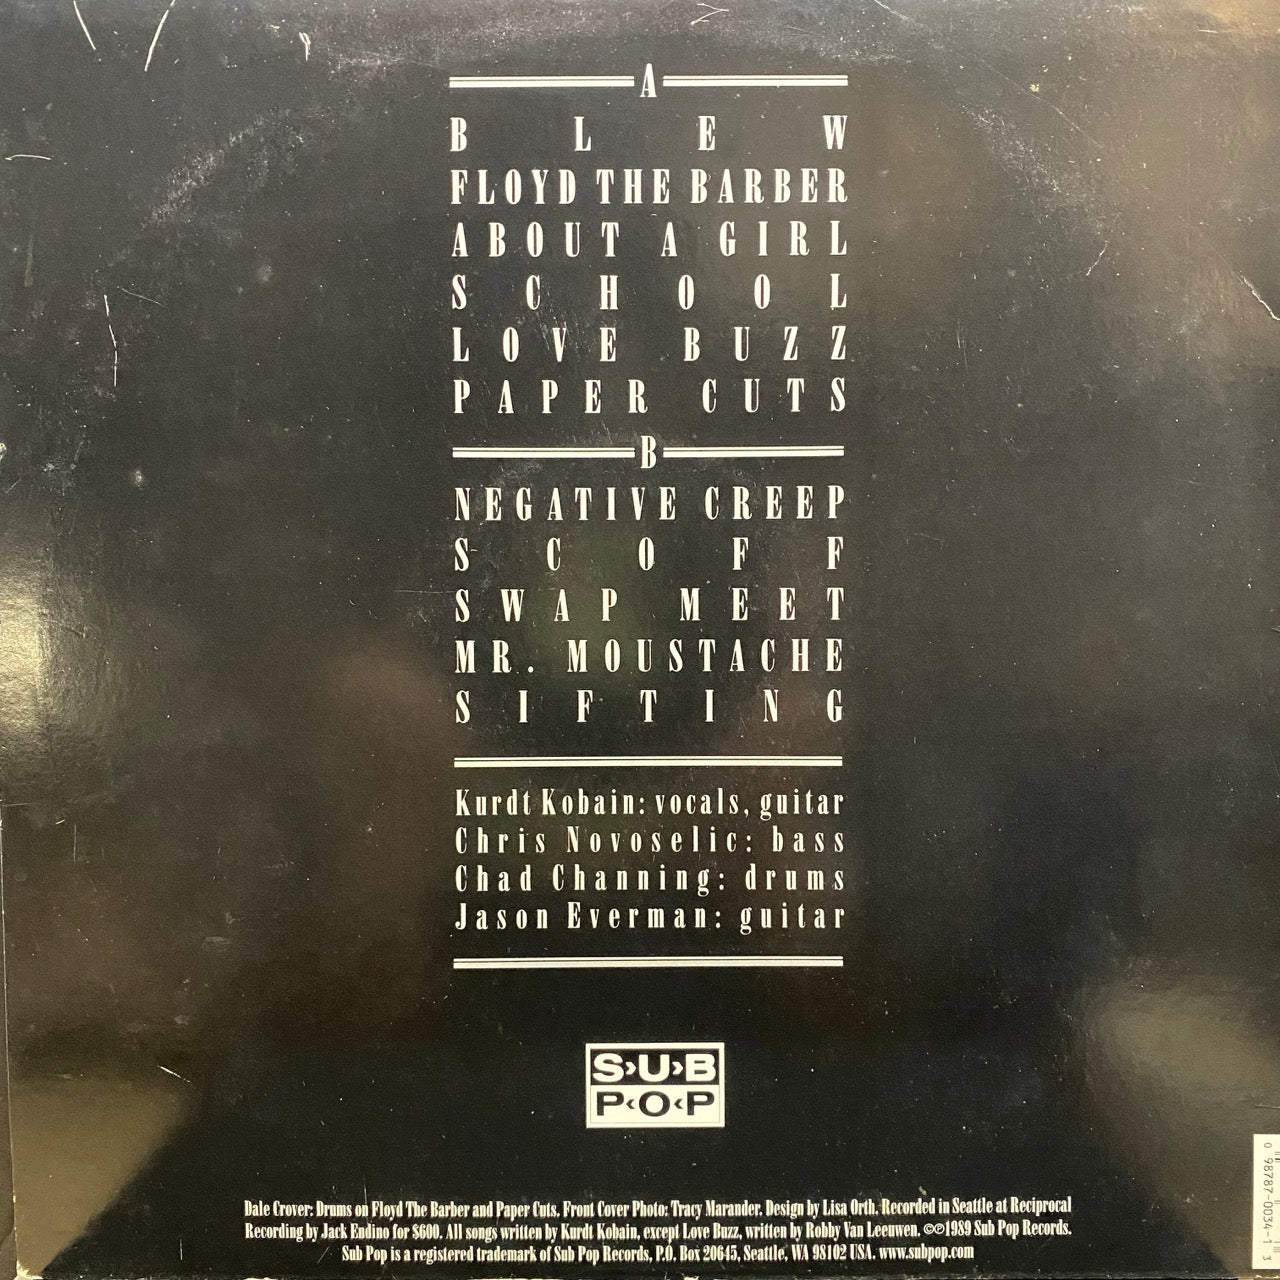 A
BLEW
FLOYD THE BARBER
ABOUT A GIRL
SCHOOL
LOVE BUZZ
PAPER CUTS
B
NEGATIVE CREEP
SCOFF
SWAP MEET
MR. MOUSTACHE
SIFTING
Kurdt Kobain: vocals, guitar
Chris Novoselic: bass
Chad Channing: drums
Jason Everman: guitar
S›U›B
P‹O‹P
Dale Crover: Drums on Floyd The Barber and Paper Cuts. Front Cover Photo: Tracy Marander. Design by Lisa Orth. Recorded in Seattle at Reciprocal
Recording by Jack Endino for $600. All songs written by Kurdt Kobain, except Love Buzz, written by Robby Van Leeuwen. ©℗1989 Sub Pop Records.
Sub Pop is a registered trademark of Sub Pop Records, P.O. Box 20645, Seattle, WA 98102 USA. www.subpop.com
0 98787-0034-1 3